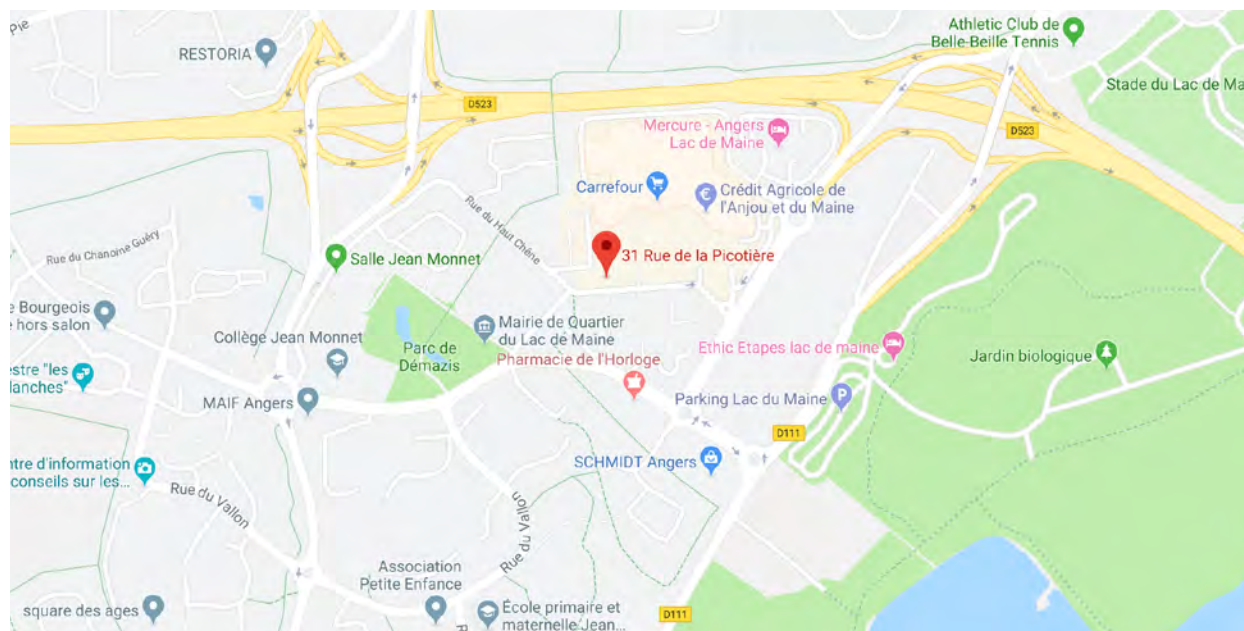 Pie
RESTORIA
Athletic Club de
Belle-Beille Tennis
Stade du Lac de Ma
D523
D523
Mercure - Angers
Lac de Maine
Carrefour
Crédit Agricole de
l'Anjou et du Maine
Rue du Haut Chêne
Rue du Chanoine Guéry
Salle Jean Monnet
31 Rue de la Picotière
e Bourgeois
e hors salon
Collège Jean Monnet
Mairie de Quartier
du Lac de Maine
Parc de
Démazis
Pharmacie de l'Horloge
Ethic Etapes lac de maine
Jardin biologique
estre "les
lanches"
MAIF Angers
Parking Lac du Maine
P
D111
SCHMIDT Angers
ntre d'information
conseils sur les...
Rue du Vallon
Rue du Vallon
Association
Petite Enfance
square des ages
École primaire et
maternelle Jean...
D111
R